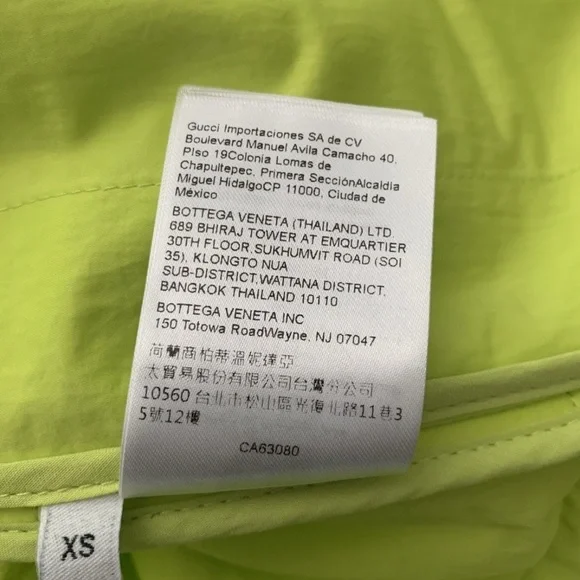 Gucci Importaciones SA de CV
Boulevard Manuel Avila Camacho 40,
Piso 19Colonia Lomas de
Chapultepec, Primera SecciónAlcaldia
Miguel HidalgoCP 11000, Ciudad de
México
BOTTEGA VENETA (THAILAND) LTD.
689 BHIRAJ TOWER AT EMQUARTIER
30TH FLOOR,SUKHUMVIT ROAD (SOI
35), KLONGTO NUA
SUB-DISTRICT,WATTANA DISTRICT,
BANGKOK THAILAND 10110
BOTTEGA VENETA INC
150 Totowa RoadWayne, NJ 07047
荷蘭商柏蒂溫妮達亞
太貿易股份有限公司台灣分公司
10560 台北市松山區光復北路11巷3
5號12樓
CA63080
XS